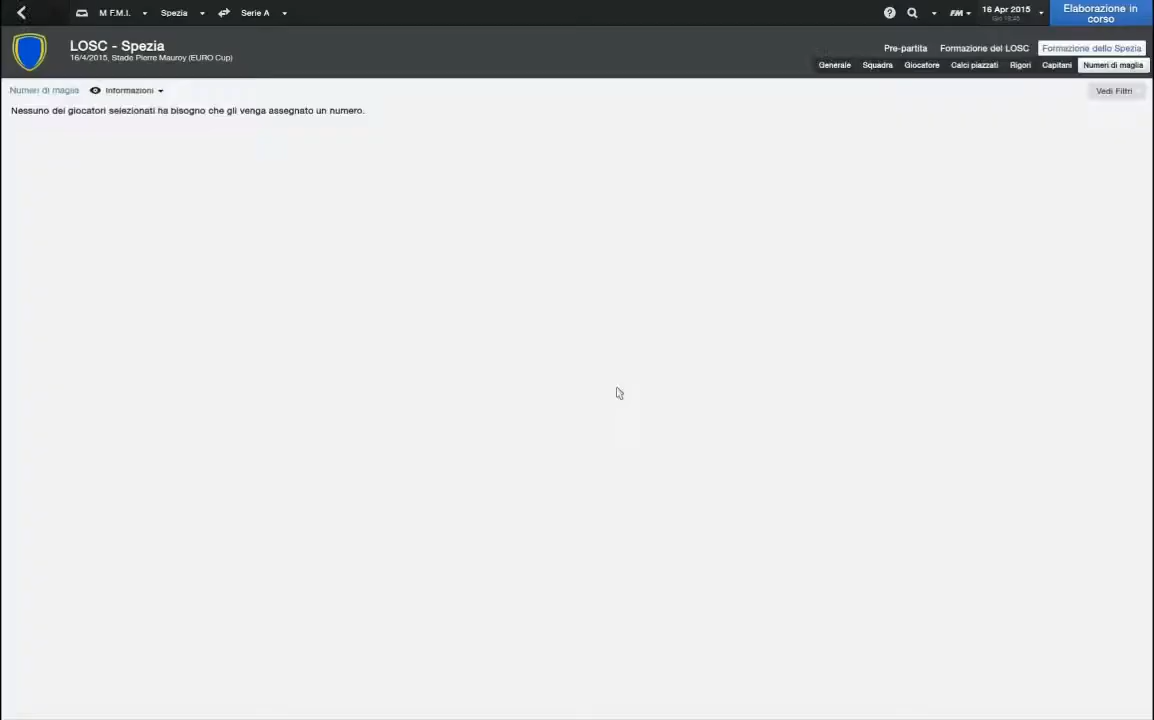 M F.M.I. Spezia Serie A FM 16 Apr 2015 Elaborazione in corso
LOSC - Spezia
16/4/2015, Stade Pierre Mauroy (EURO Cup)
Pre-partita Formazione del LOSC Formazione dello Spezia
Generale Squadra Giocatore Calci piazzati Rigori Capitani Numeri di maglia
Numeri di maglia Informazioni Vedi Filtri
Nessuno dei giocatori selezionati ha bisogno che gli venga assegnato un numero.